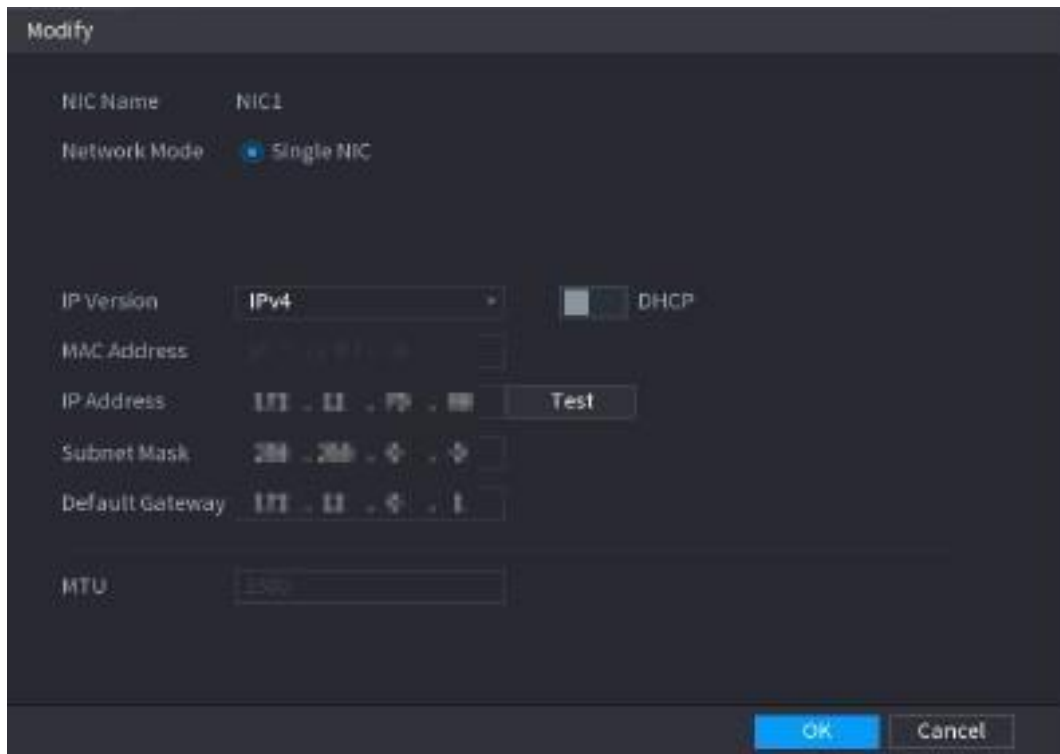 Modify
NIC Name NIC1
Network Mode Single NIC
IP Version IPv4 DHCP
MAC Address
IP Address Test
Subnet Mask
Default Gateway
MTU
OK Cancel